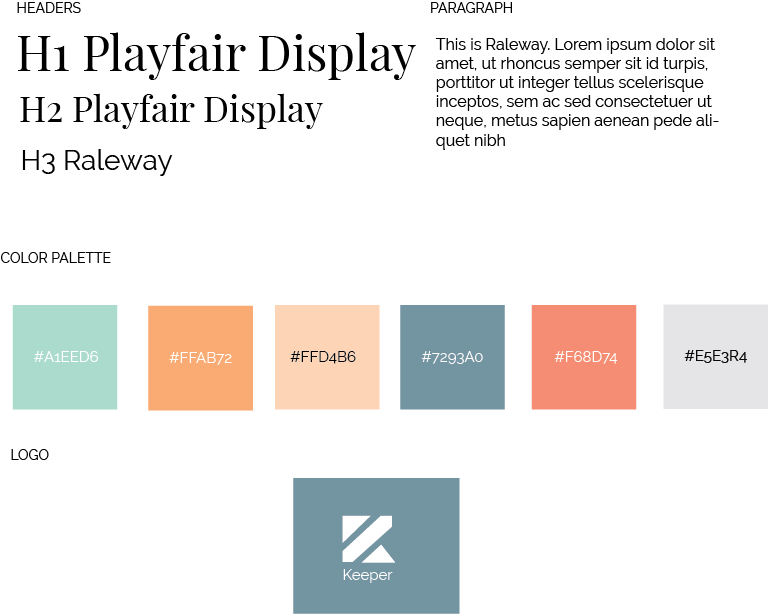 HEADERS
H1 Playfair Display
H2 Playfair Display
H3 Raleway
PARAGRAPH
This is Raleway. Lorem ipsum dolor sit
amet, ut rhoncus semper sit id turpis,
porttitor ut integer tellus scelerisque
inceptos, sem ac sed consectetuer ut
neque, metus sapien aenean pede ali-
quet nibh
COLOR PALETTE
#A1EED6
#FFAB72
#FFD4B6
#7293A0
#F68D74
#E5E3R4
LOGO
Keeper